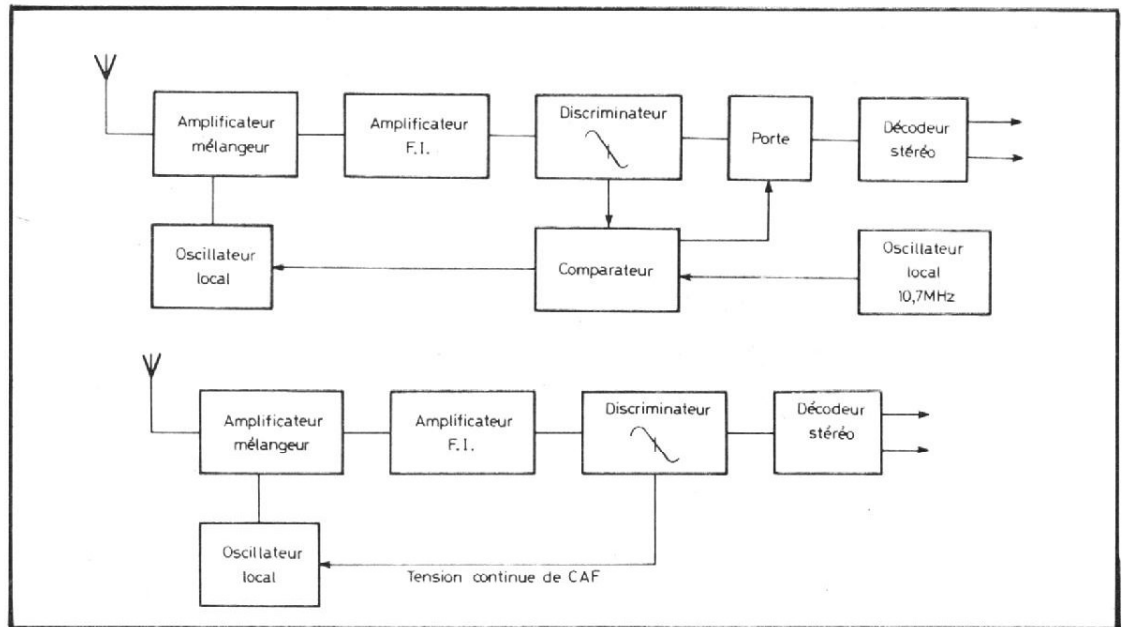 Amplificateur
mélangeur
Amplificateur
F.I.
Discriminateur
Porte
Décodeur
stéréo
Oscillateur
local
Comparateur
Oscillateur
local
10,7MHz
Amplificateur
mélangeur
Amplificateur
F.I.
Discriminateur
Décodeur
stéréo
Oscillateur
local
Tension continue de CAF